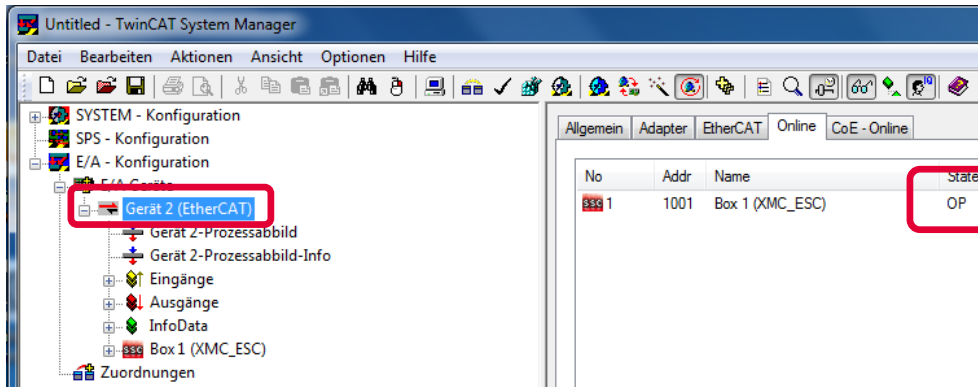 Untitled - TwinCAT System Manager
Datei Bearbeiten Aktionen Ansicht Optionen Hilfe
SYSTEM - Konfiguration
SPS - Konfiguration
E/A - Konfiguration
E/A Geräte
Gerät 2 (EtherCAT)
Gerät 2-Prozessabbild
Gerät 2-Prozessabbild-Info
Eingänge
Ausgänge
InfoData
Box 1 (XMC_ESC)
Zuordnungen
Allgemein Adapter EtherCAT Online CoE - Online
No Addr Name State
1 1001 Box 1 (XMC_ESC) OP